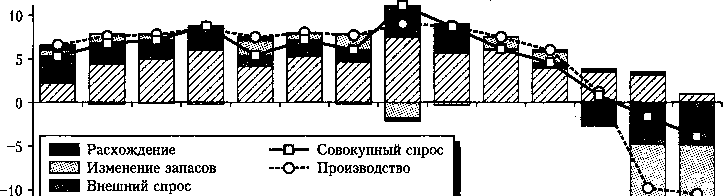 10
5
0
-5
-10
Расхождение
Совокупный спрос
Изменение запасов
Производство
Внешний спрос